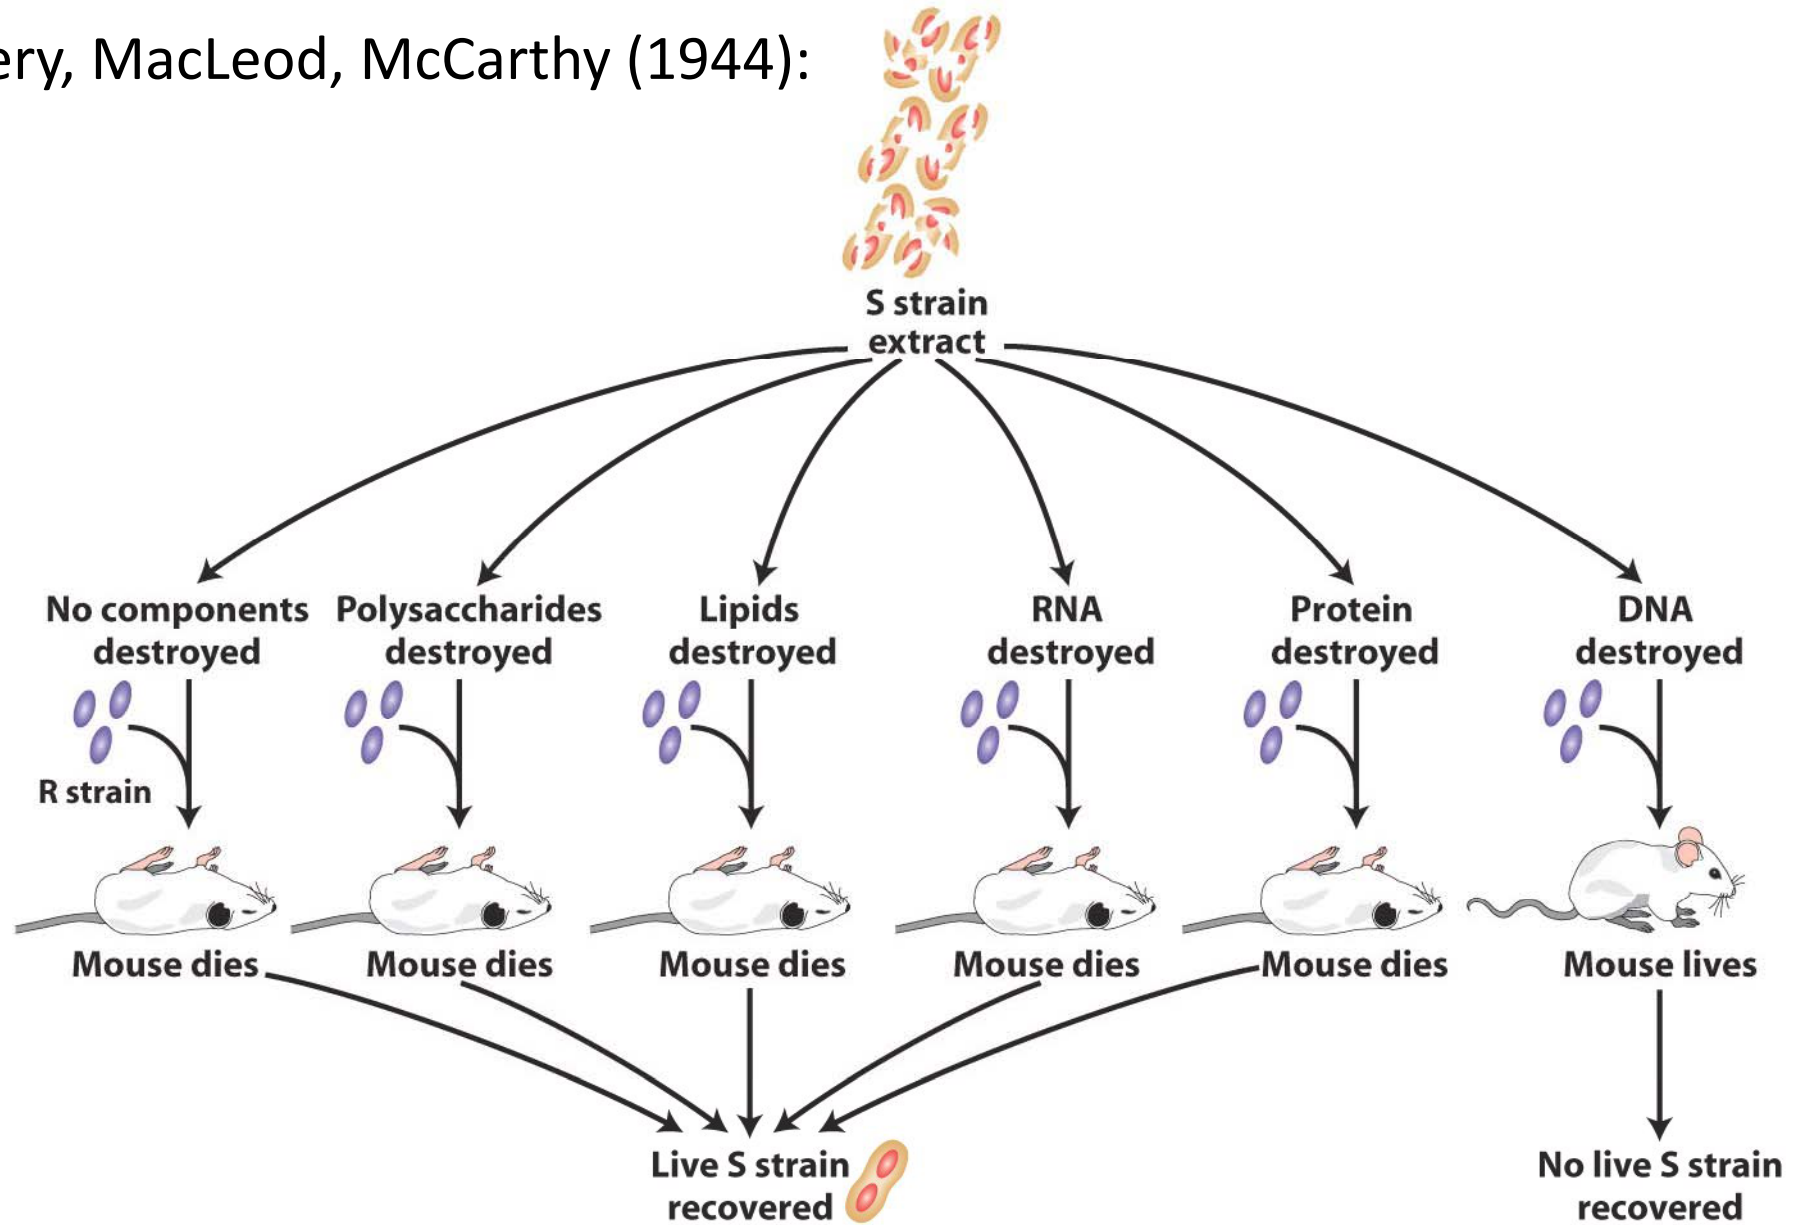 ery, MacLeod, McCarthy (1944):
S strain
extract
No components
destroyed
Polysaccharides
destroyed
Lipids
destroyed
RNA
destroyed
Protein
destroyed
DNA
destroyed
R strain
Mouse dies
Mouse dies
Mouse dies
Mouse dies
Mouse dies
Mouse lives
Live S strain
recovered
No live S strain
recovered